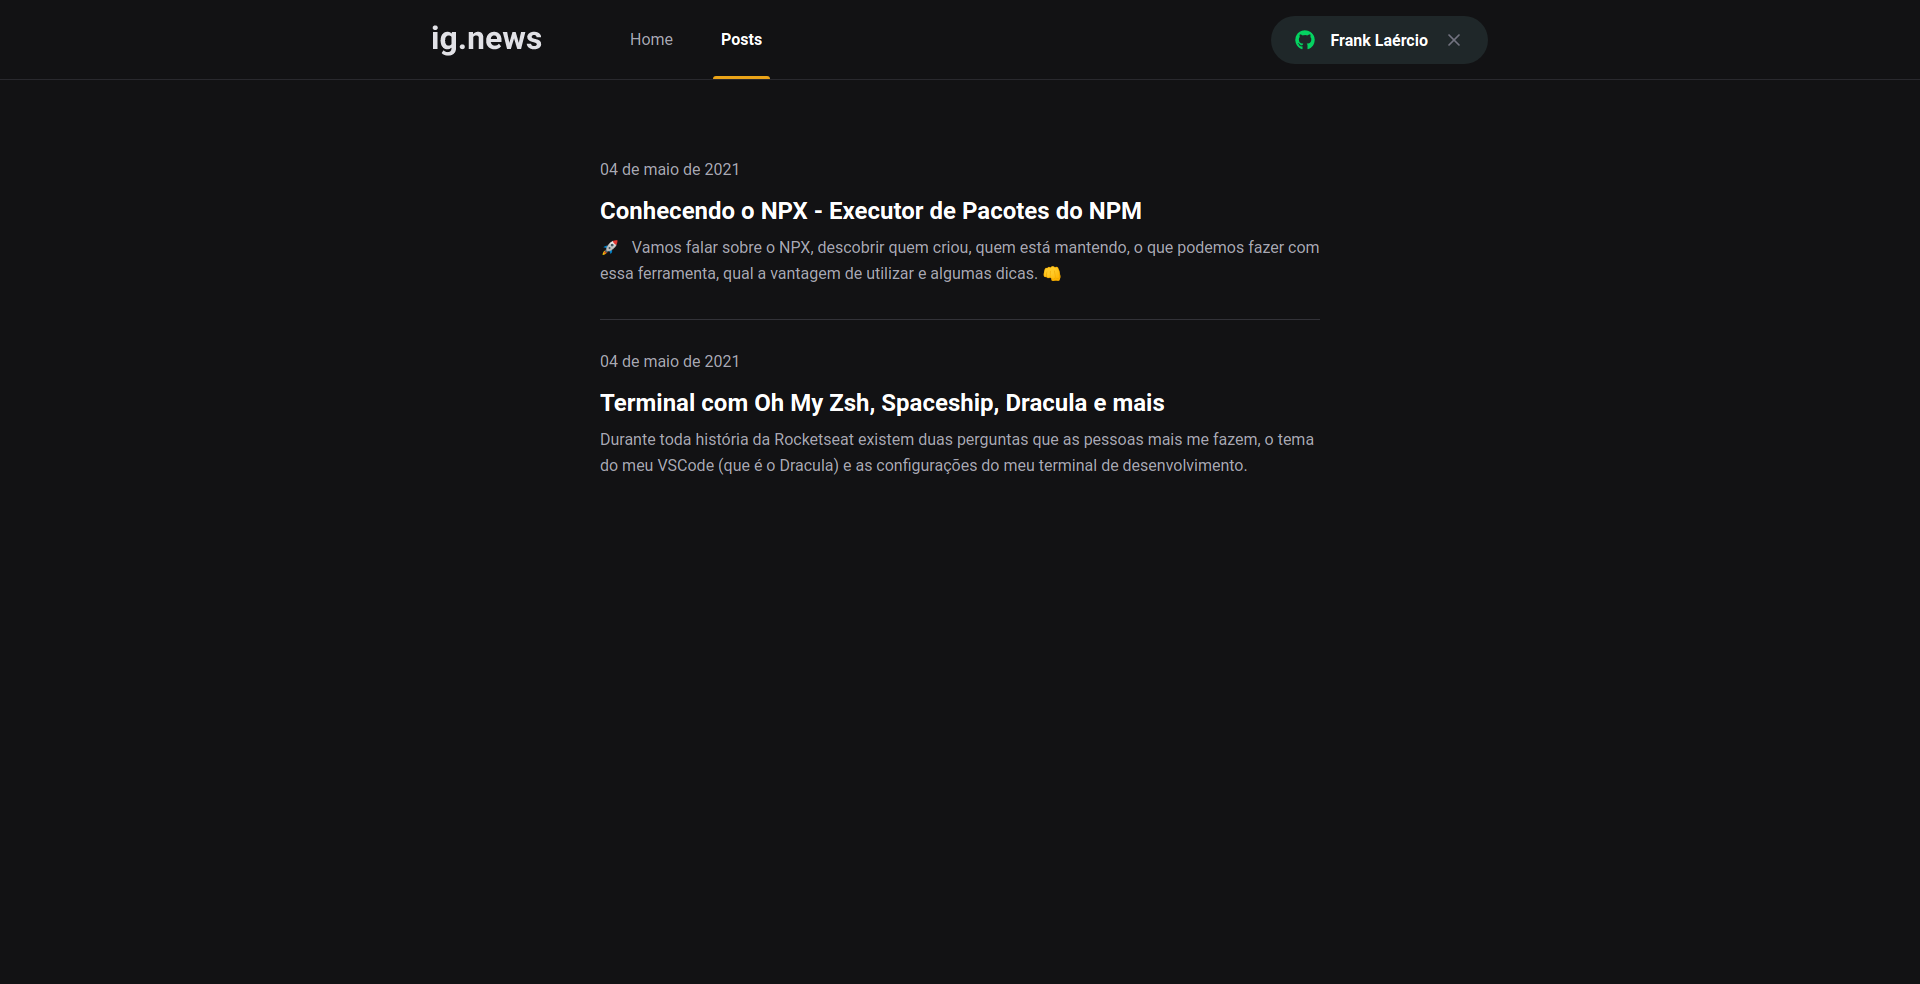 ig.news
Home
Posts
Frank Laércio
04 de maio de 2021
Conhecendo o NPX - Executor de Pacotes do NPM
🚀 Vamos falar sobre o NPX, descobrir quem criou, quem está mantendo, o que podemos fazer com
essa ferramenta, qual a vantagem de utilizar e algumas dicas. 👊
04 de maio de 2021
Terminal com Oh My Zsh, Spaceship, Dracula e mais
Durante toda história da Rocketseat existem duas perguntas que as pessoas mais me fazem, o tema
do meu VSCode (que é o Dracula) e as configurações do meu terminal de desenvolvimento.